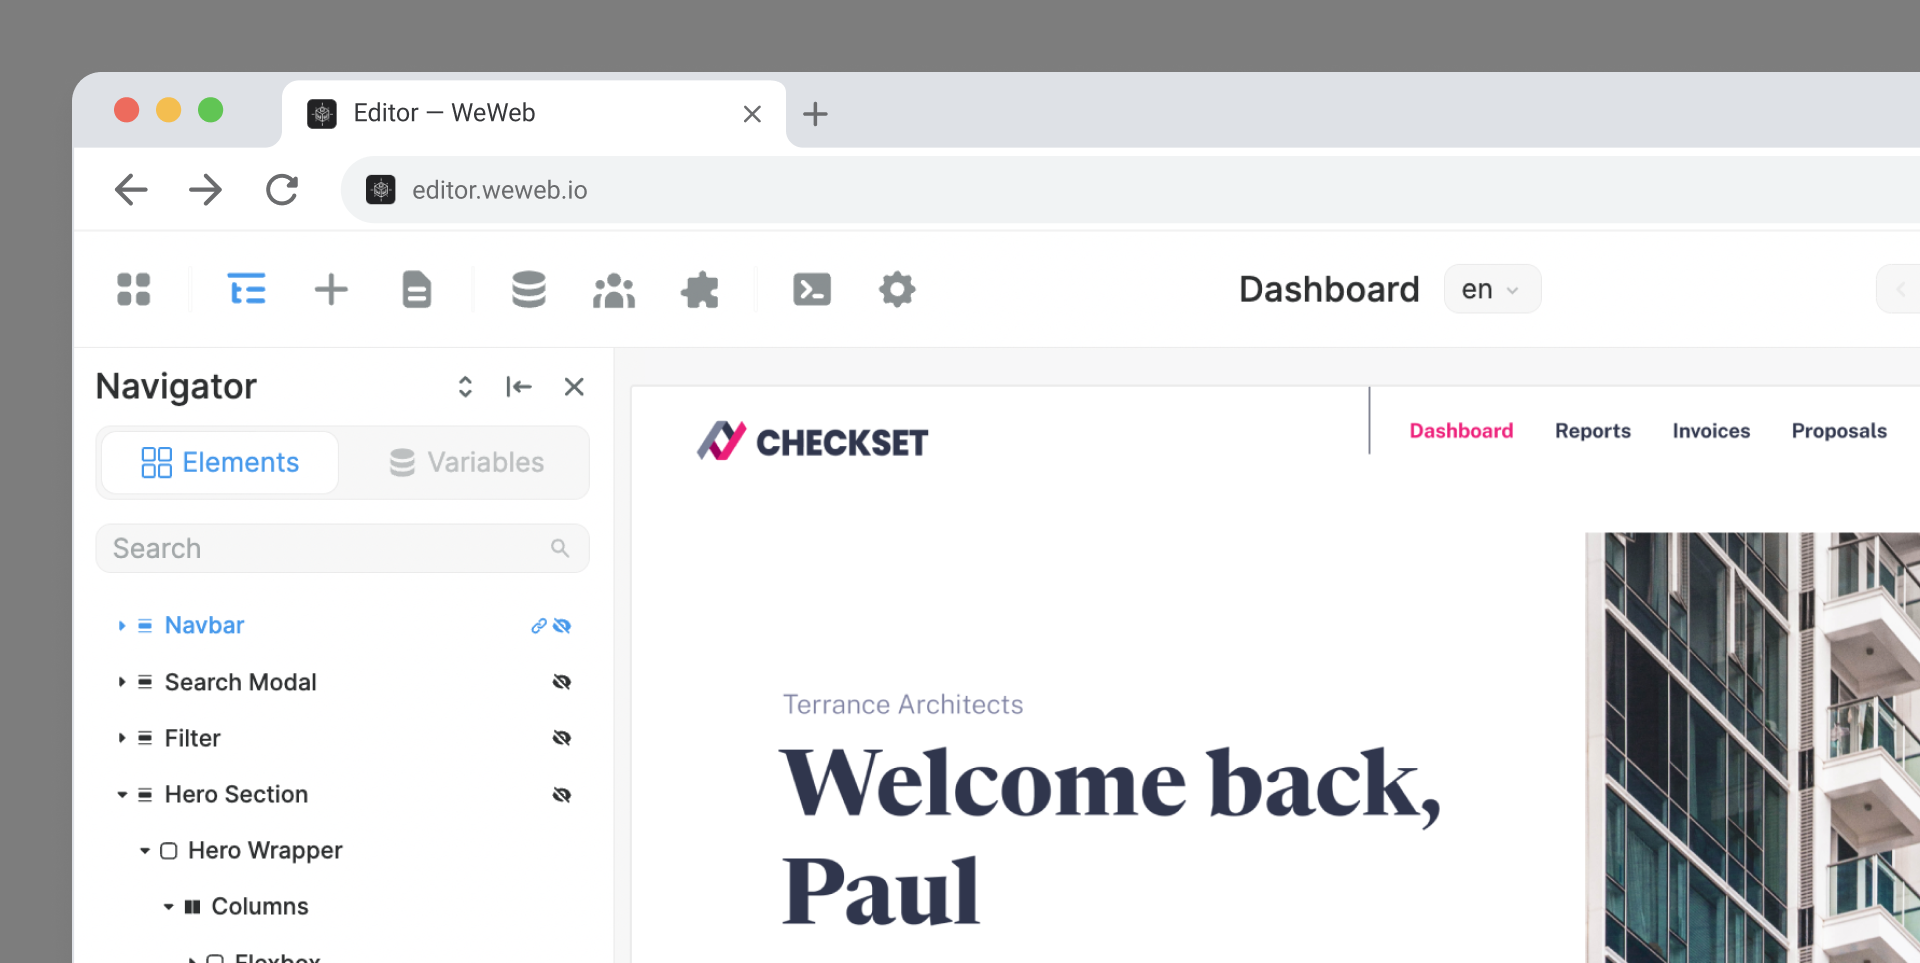 Editor — WeWeb
editor.weweb.io
Dashboard
en
Navigator
Elements
Variables
Search
Navbar
Search Modal
Filter
Hero Section
Hero Wrapper
Columns
Flexbox
CHECKSET
Dashboard Reports Invoices Proposals
Terrance Architects
Welcome back,
Paul